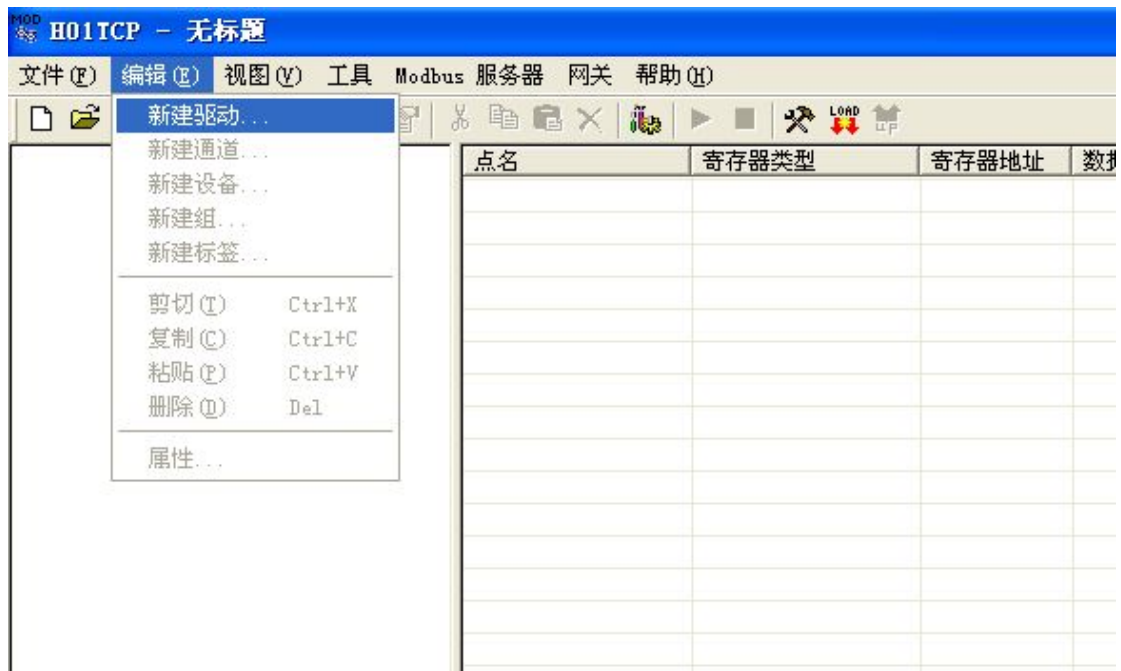 MOD
H01TCP - 无标题
文件(F) 编辑(E) 视图(V) 工具 Modbus 服务器 网关 帮助(H)
LOAD
UP
新建驱动...
新建通道...
新建设备...
新建组...
新建标签...
剪切(T) Ctrl+X
复制(C) Ctrl+C
粘贴(P) Ctrl+V
删除(D) Del
属性...
点名 寄存器类型 寄存器地址